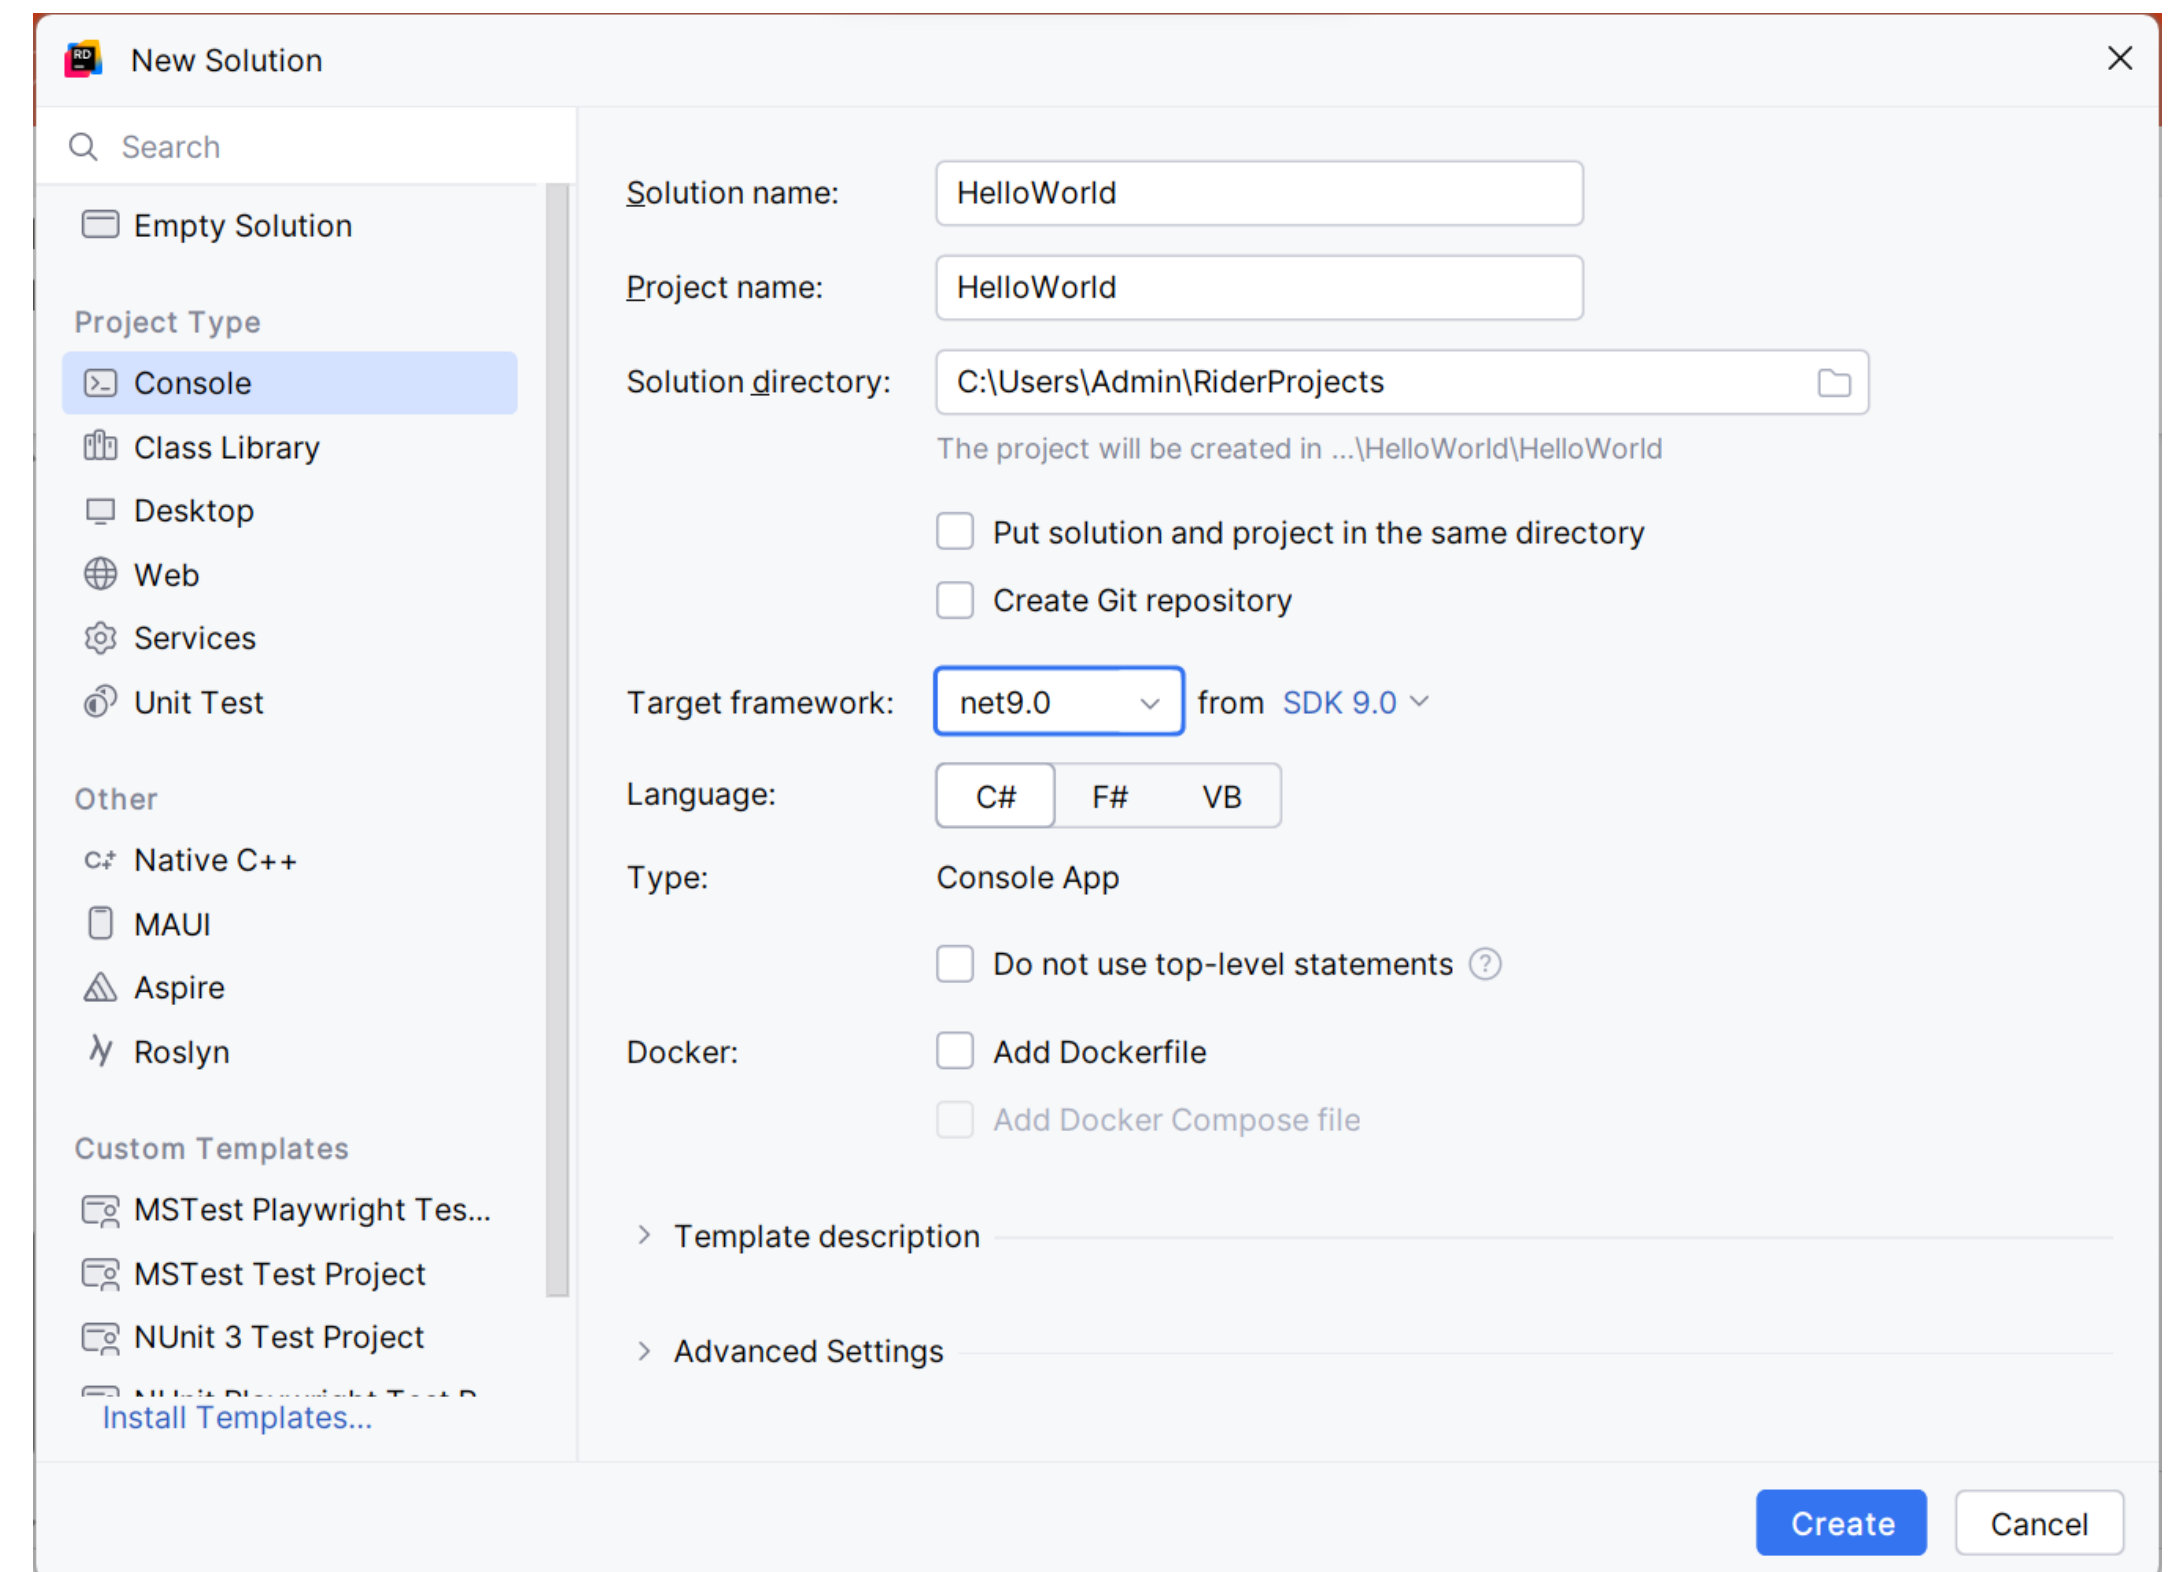 RD
New Solution
Search
Empty Solution
Project Type
Console
Class Library
Desktop
Web
Services
Unit Test
Other
C++ Native C++
MAUI
Aspire
Roslyn
Custom Templates
MSTest Playwright Tes...
MSTest Test Project
NUnit 3 Test Project
NUnit Playwright Test P
Install Templates...
Solution name: HelloWorld
Project name: HelloWorld
Solution directory: C:\Users\Admin\RiderProjects
The project will be created in ...\HelloWorld\HelloWorld
Put solution and project in the same directory
Create Git repository
Target framework: net9.0 from SDK 9.0
Language: C# F# VB
Type: Console App
Do not use top-level statements ?
Docker: Add Dockerfile
Add Docker Compose file
Template description
Advanced Settings
Create Cancel